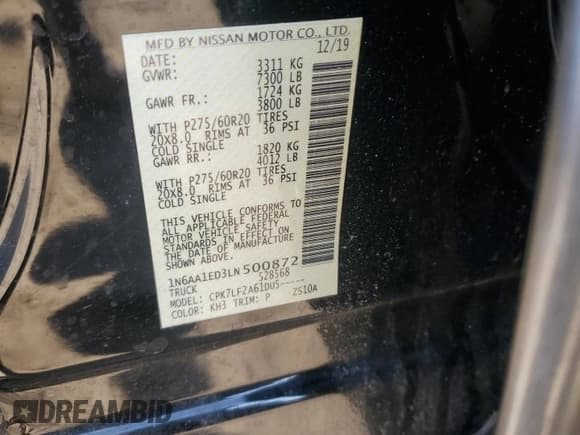 MFD BY NISSAN MOTOR CO., LTD.
DATE: 12/19
GVWR: 3311 KG
7300 LB
GAWR FR.: 1724 KG
3800 LB
WITH P275/60R20 TIRES
20X8.0 RIMS AT 36 PSI
COLD SINGLE
GAWR RR.: 1820 KG
4012 LB
WITH P275/60R20 TIRES
20X8.0 RIMS AT 36 PSI
COLD SINGLE
THIS VEHICLE CONFORMS TO
ALL APPLICABLE FEDERAL
MOTOR VEHICLE SAFETY
STANDARDS IN EFFECT ON
THE DATE OF MANUFACTURE
SHOWN ABOVE.
1N6AA1ED3LN500872
TRUCK 528568
MODEL: CPK7LF2A61DUS-----
COLOR: KH3 TRIM: P ZS10A
DREAMBID